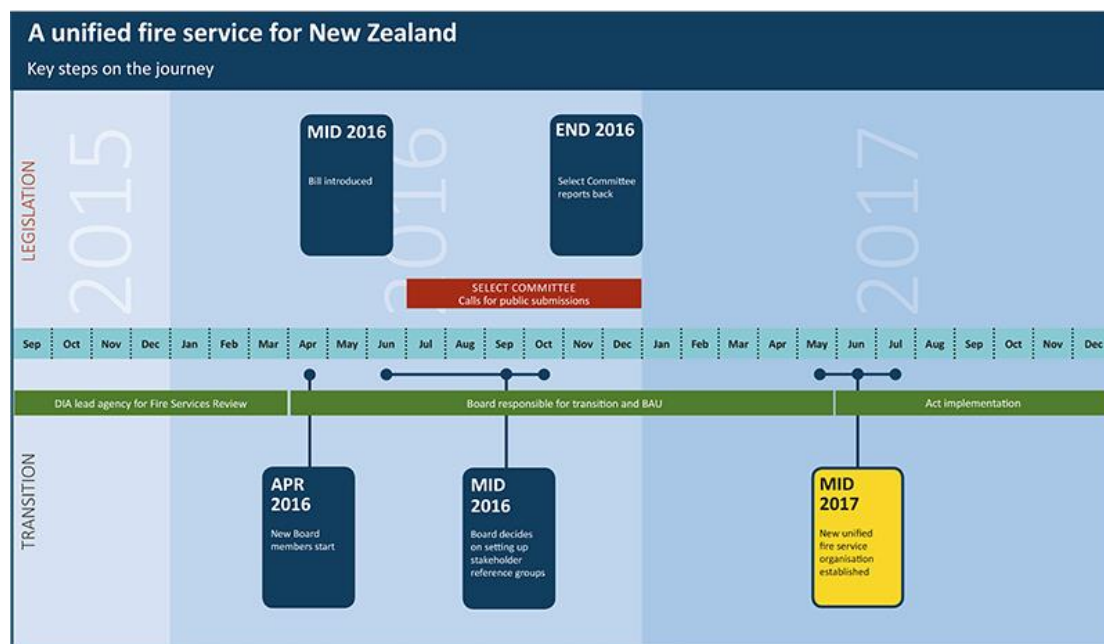 A unified fire service for New Zealand
Key steps on the journey
2015
2016
2017
LEGISLATION
MID 2016
Bill introduced
END 2016
Select Committee
reports back
SELECT COMMITTEE
Calls for public submissions
Sep Oct Nov Dec Jan Feb Mar Apr May Jun Jul Aug Sep Oct Nov Dec Jan Feb Mar Apr May Jun Jul Aug Sep Oct Nov Dec
DIA lead agency for Fire Services Review
Board responsible for transition and BAU
Act implementation
TRANSITION
APR
2016
New Board
members start
MID
2016
Board decides
on setting up
stakeholder
reference groups
MID
2017
New unified
fire service
organisation
established